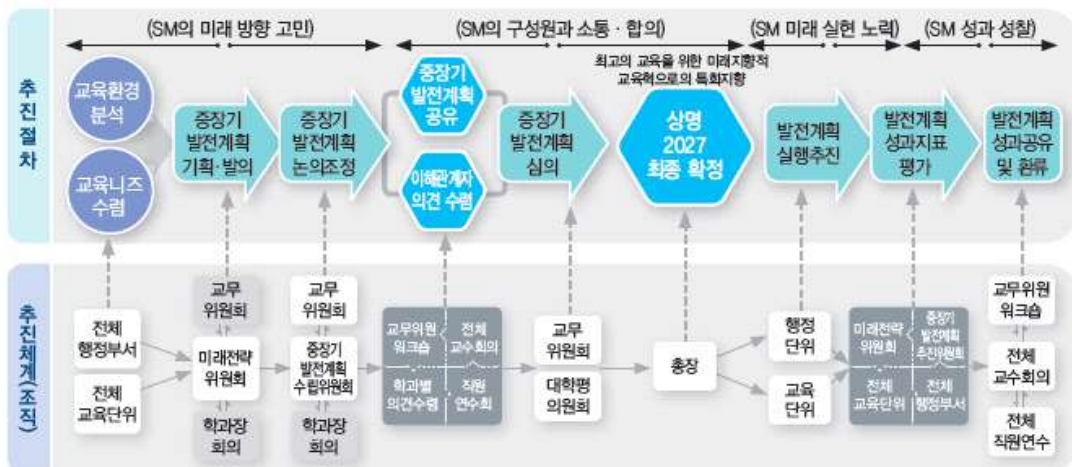 (SM의 미래 방향 고민)
(SM의 구성원과 소통 · 합의)
(SM 미래 실현 노력)
(SM 성과 성찰)
추진절차
교육환경
분석
교육니즈
수렴
중장기
발전계획
기획·발의
중장기
발전계획
논의조정
중장기
발전계획
공유
이해관계자
의견 수렴
중장기
발전계획
심의
최고의 교육을 위한 미래지향적
교육혁으로의 특회지향
상명
2027
최종 확정
발전계획
실행추진
발전계획
성과지표
평가
발전계획
성과공유
및 환류
추진체계(조직)
전체
행정부서
전체
교육단위
교무
위원회
미래전략
위원회
학과장
회의
교무
위원회
중장기
발전계획
수립위원회
학과장
회의
교무위원
워크숍
전체
교수회의
학과별
의견수렴
직원
연수회
교무
위원회
대학평
의원회
총장
행정
단위
교육
단위
미래전략
위원회
중장기
발전계획
추진위원회
전체
교육단위
전체
행정부서
교무위원
워크숍
전체
교수회의
전체
직원연수